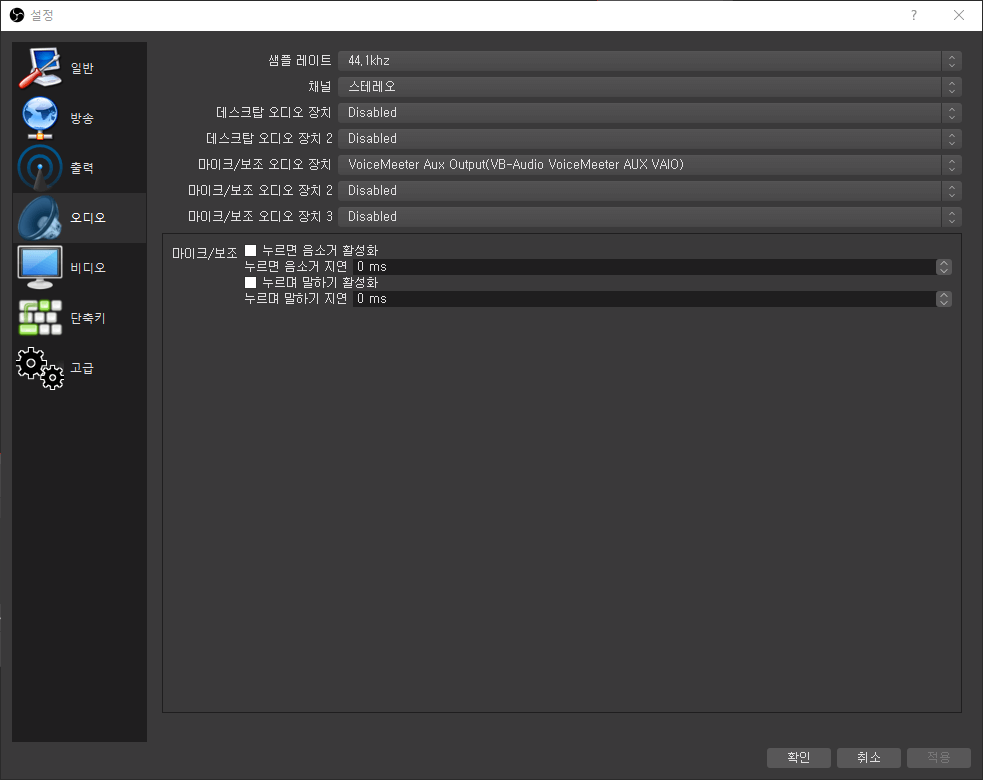 설정
일반
방송
출력
오디오
비디오
단축키
고급
샘플 레이트 44.1khz
채널 스테레오
데스크탑 오디오 장치 Disabled
데스크탑 오디오 장치 2 Disabled
마이크/보조 오디오 장치 VoiceMeeter Aux Output(VB-Audio VoiceMeeter AUX VAIO)
마이크/보조 오디오 장치 2 Disabled
마이크/보조 오디오 장치 3 Disabled
마이크/보조 누르면 음소거 활성화
누르면 음소거 지연 0 ms
누르며 말하기 활성화
누르며 말하기 지연 0 ms
확인 취소 적용